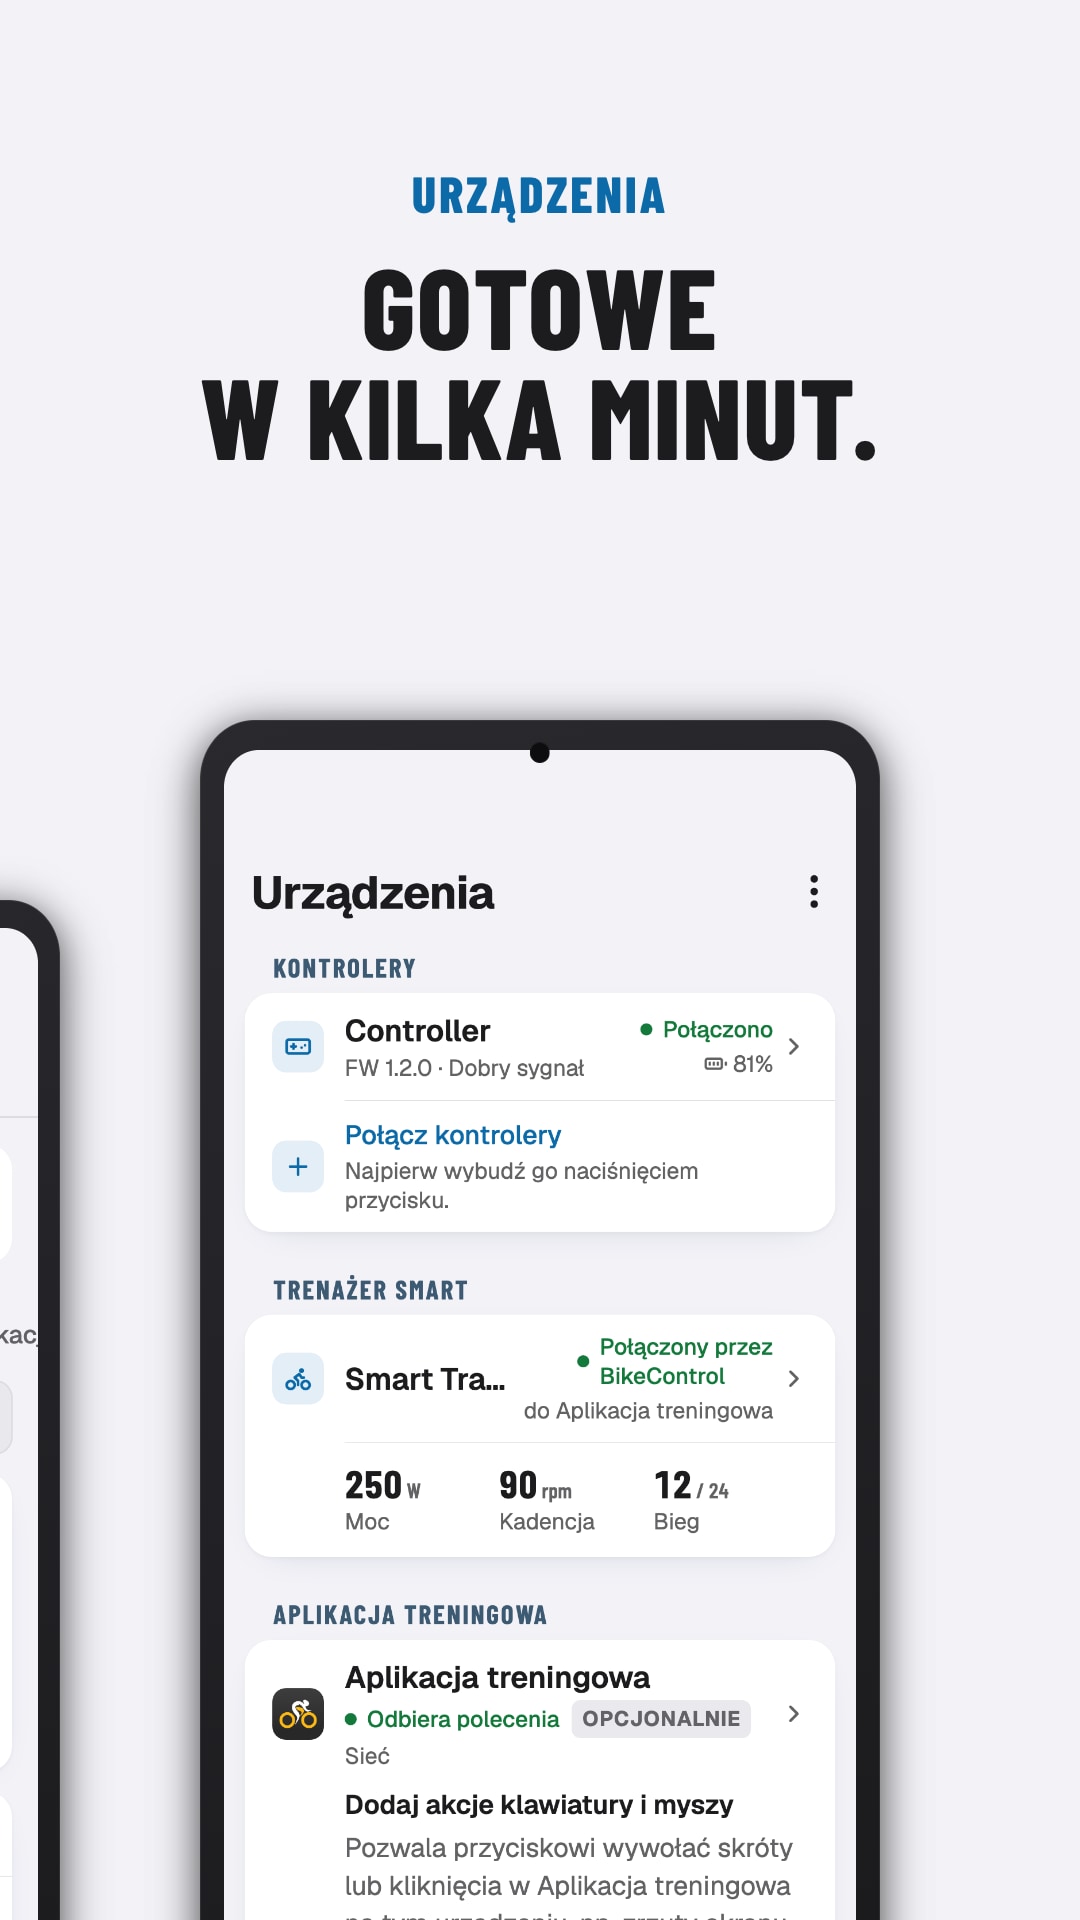 URZĄDZENIA
GOTOWE
W KILKA MINUT.
Urządzenia
KONTROLERY
Controller
Połączono
FW 1.2.0 · Dobry sygnał
81%
Połącz kontrolery
Najpierw wybudź go naciśnięciem
przycisku.
TRENAŻER SMART
Smart Tra...
Połączony przez
BikeControl
do Aplikacja treningowa
250 W
90 rpm
12 / 24
Moc
Kadencja
Bieg
APLIKACJA TRENINGOWA
Aplikacja treningowa
Odbiera polecenia
OPCJONALNIE
Sieć
Dodaj akcje klawiatury i myszy
Pozwala przyciskowi wywołać skróty
lub kliknięcia w Aplikacja treningowa